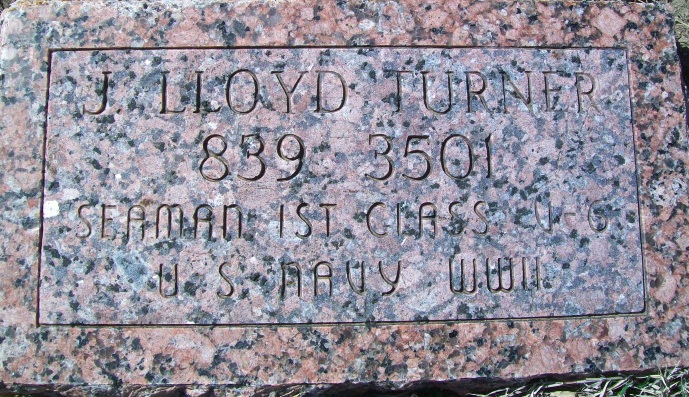 J. LLOYD TURNER
839 3501
SEAMAN 1ST CLASS V-6
U S NAVY WWII